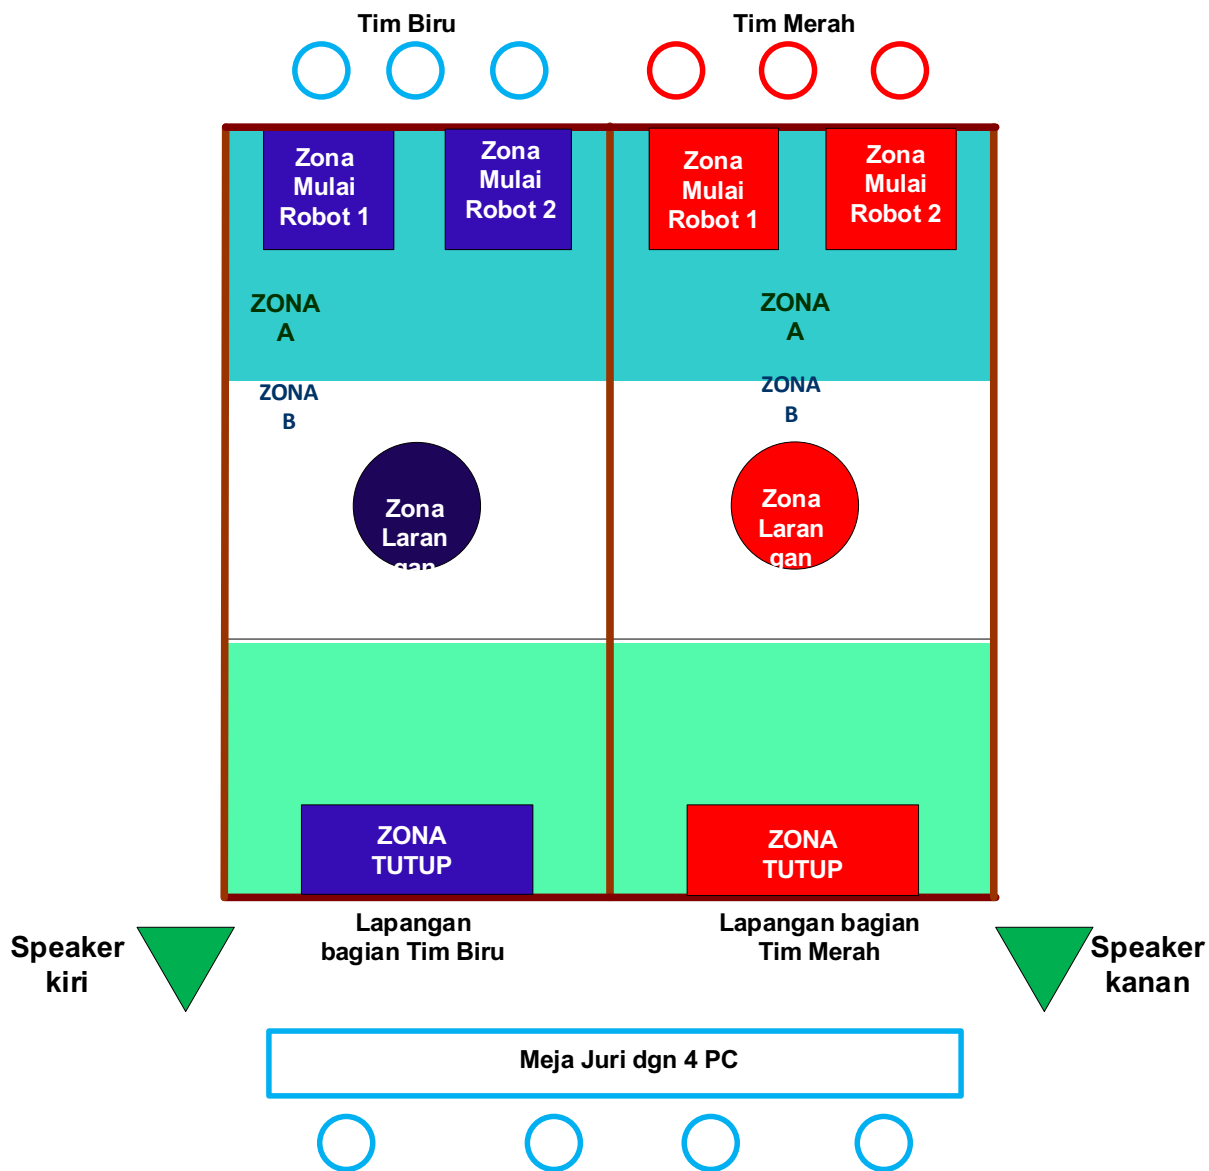 Tim Biru
Tim Merah
Zona
Mulai
Robot 1
Zona
Mulai
Robot 2
Zona
Mulai
Robot 1
Zona
Mulai
Robot 2
ZONA
A
ZONA
A
ZONA
B
ZONA
B
Zona
Laran
gan
Zona
Laran
gan
ZONA
TUTUP
ZONA
TUTUP
Lapangan
bagian Tim Biru
Lapangan bagian
Tim Merah
Speaker
kiri
Speaker
kanan
Meja Juri dgn 4 PC